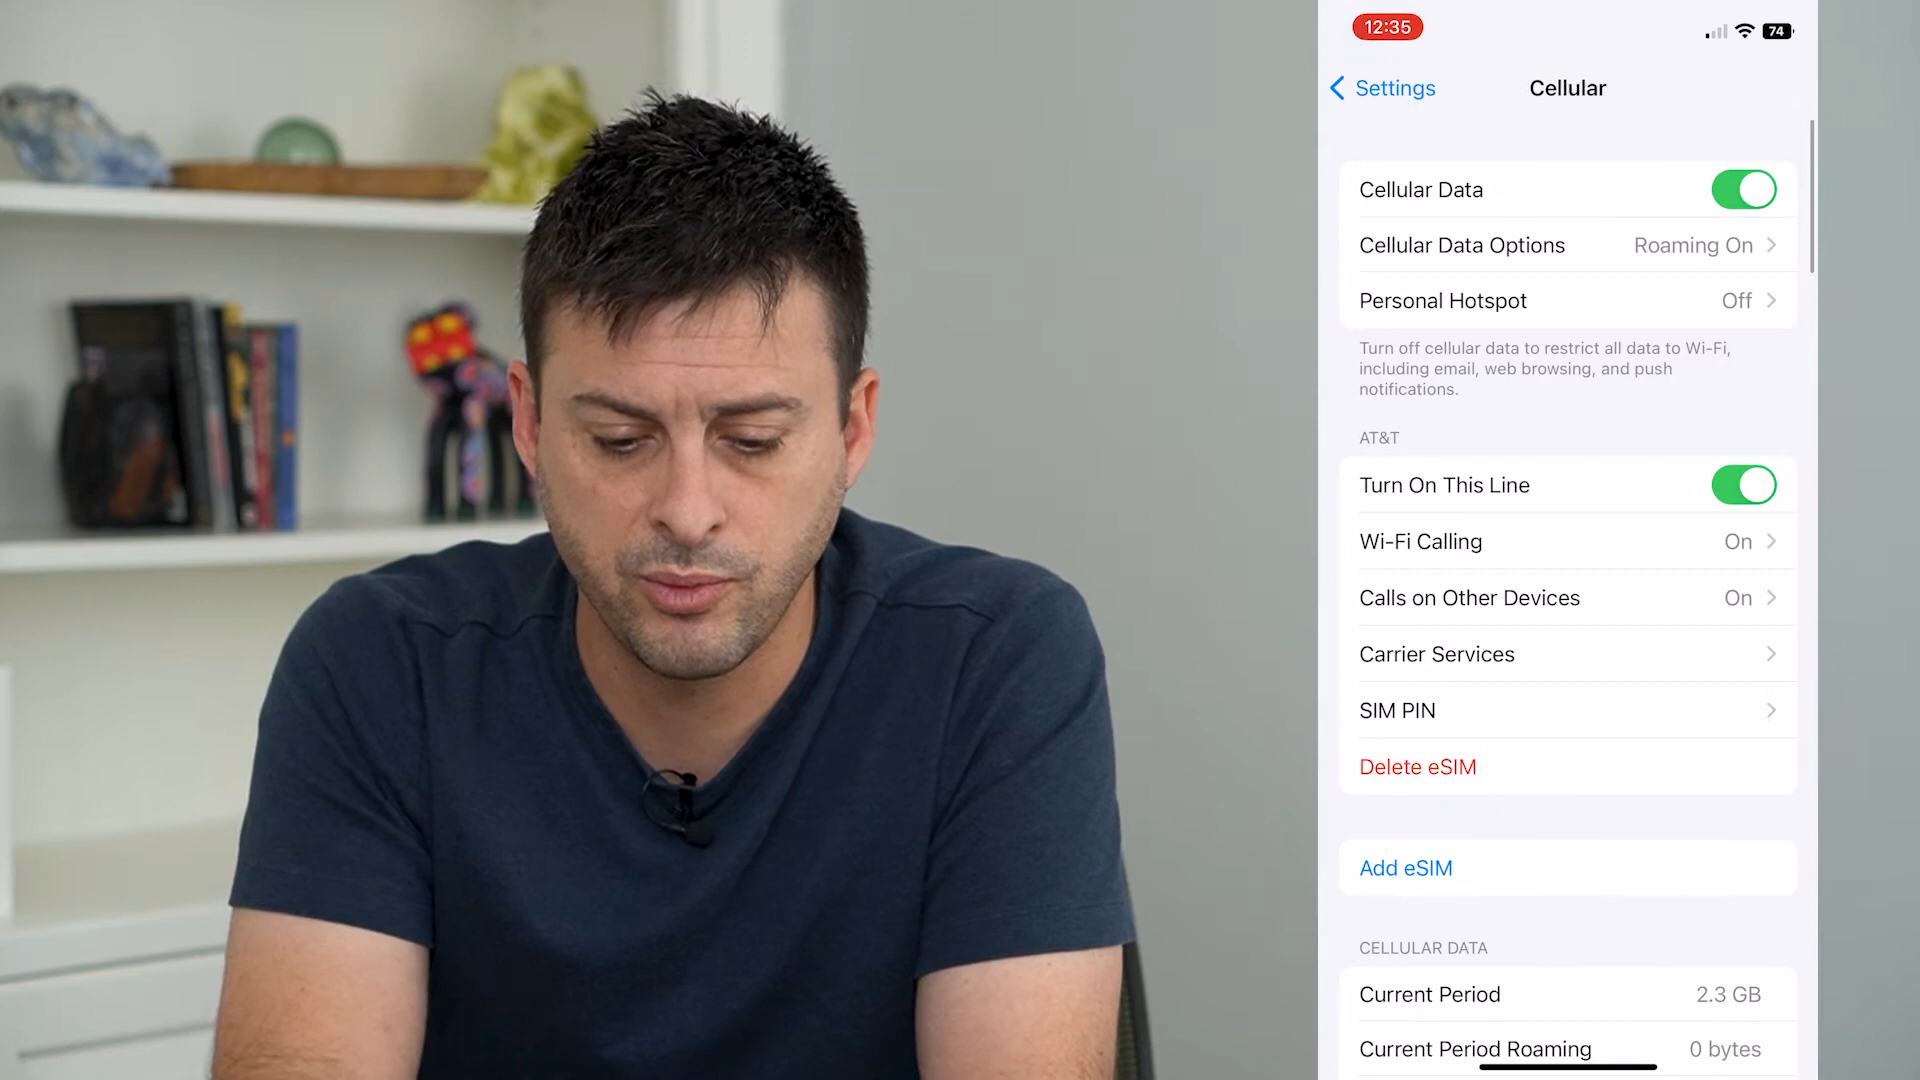 12:35
74
Settings
Cellular
Cellular Data
Cellular Data Options Roaming On
Personal Hotspot Off
Turn off cellular data to restrict all data to Wi-Fi,
including email, web browsing, and push
notifications.
AT&T
Turn On This Line
Wi-Fi Calling On
Calls on Other Devices On
Carrier Services
SIM PIN
Delete eSIM
Add eSIM
CELLULAR DATA
Current Period 2.3 GB
Current Period Roaming 0 bytes